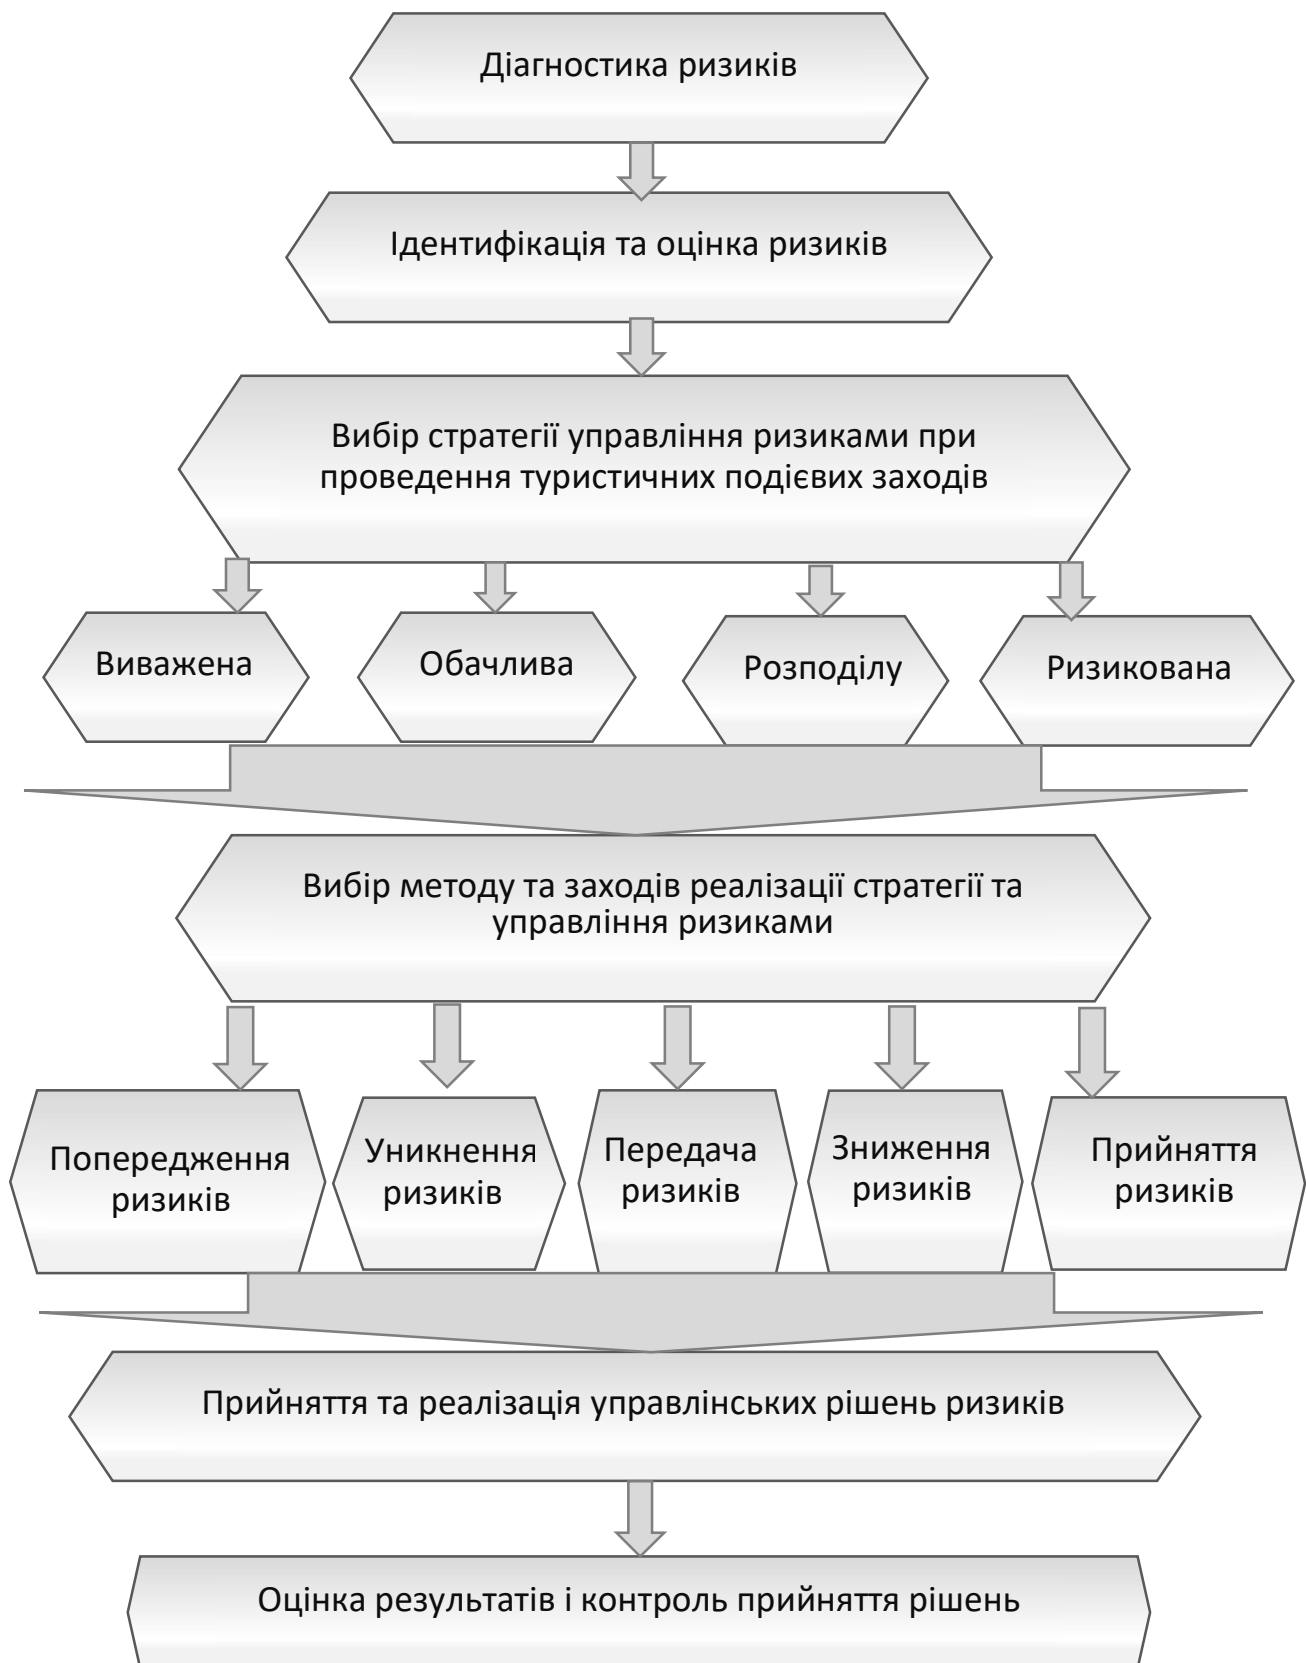 Діагностика ризиків
Ідентифікація та оцінка ризиків
Вибір стратегії управління ризиками при
проведення туристичних подієвих заходів
Виважена
Обачлива
Розподілу
Ризикована
Вибір методу та заходів реалізації стратегії та
управління ризиками
Попередження
ризиків
Уникнення
ризиків
Передача
ризиків
Зниження
ризиків
Прийняття
ризиків
Прийняття та реалізація управлінських рішень ризиків
Оцінка результатів і контроль прийняття рішень